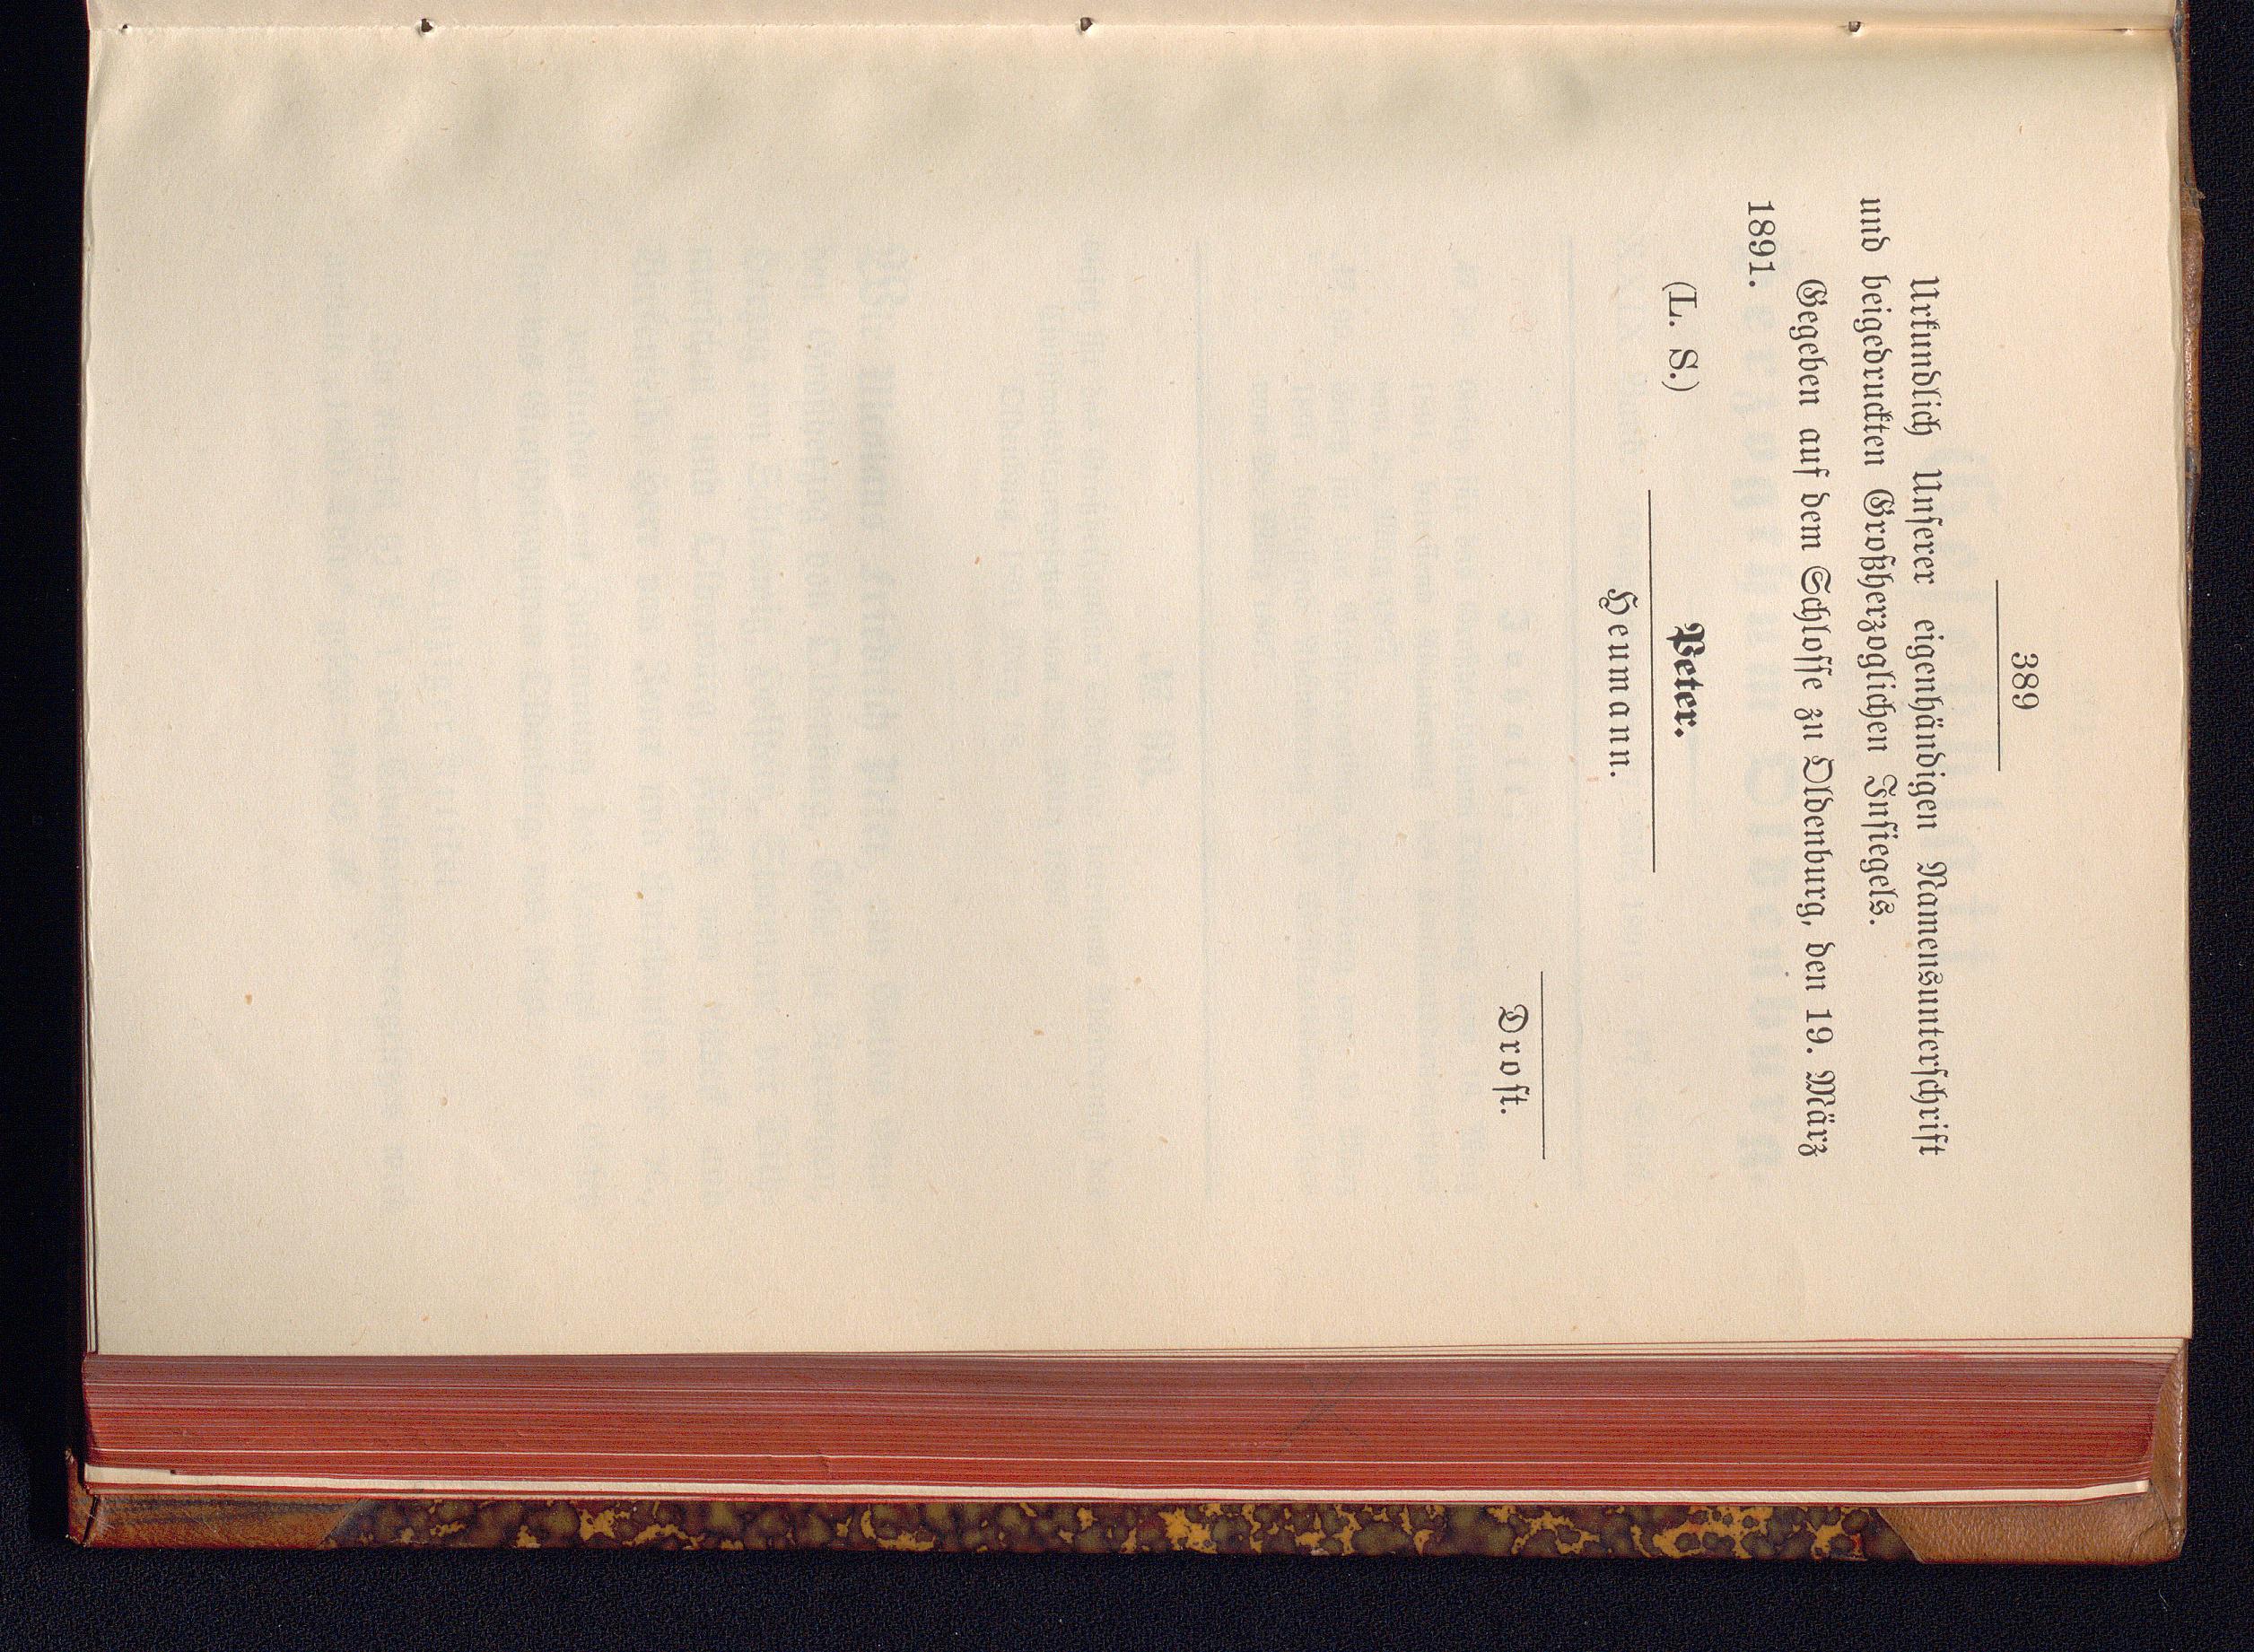 389
Urkundlich Unserer eigenhändigen Namensunterschrift
und beigedruckten Großherzoglichen Insiegels.
Gegeben auf dem Schlosse zu Oldenburg, den 19. März
1891.
(L. S.) Peter.
Heumann.
Drost.